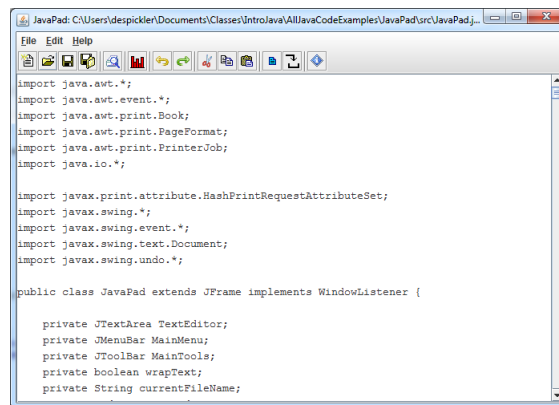 JavaPad: C:\Users\despickler\Documents\Classes\IntroJava\AllJavaCodeExamples\JavaPad\src\JavaPad.j...
File Edit Help
import java.awt.*;
import java.awt.event.*;
import java.awt.print.Book;
import java.awt.print.PageFormat;
import java.awt.print.PrinterJob;
import java.io.*;
import javax.print.attribute.HashPrintRequestAttributeSet;
import javax.swing.*;
import javax.swing.event.*;
import javax.swing.text.Document;
import javax.swing.undo.*;
public class JavaPad extends JFrame implements WindowListener {
private JTextArea TextEditor;
private JMenuBar MainMenu;
private JToolBar MainTools;
private boolean wrapText;
private String currentFileName;